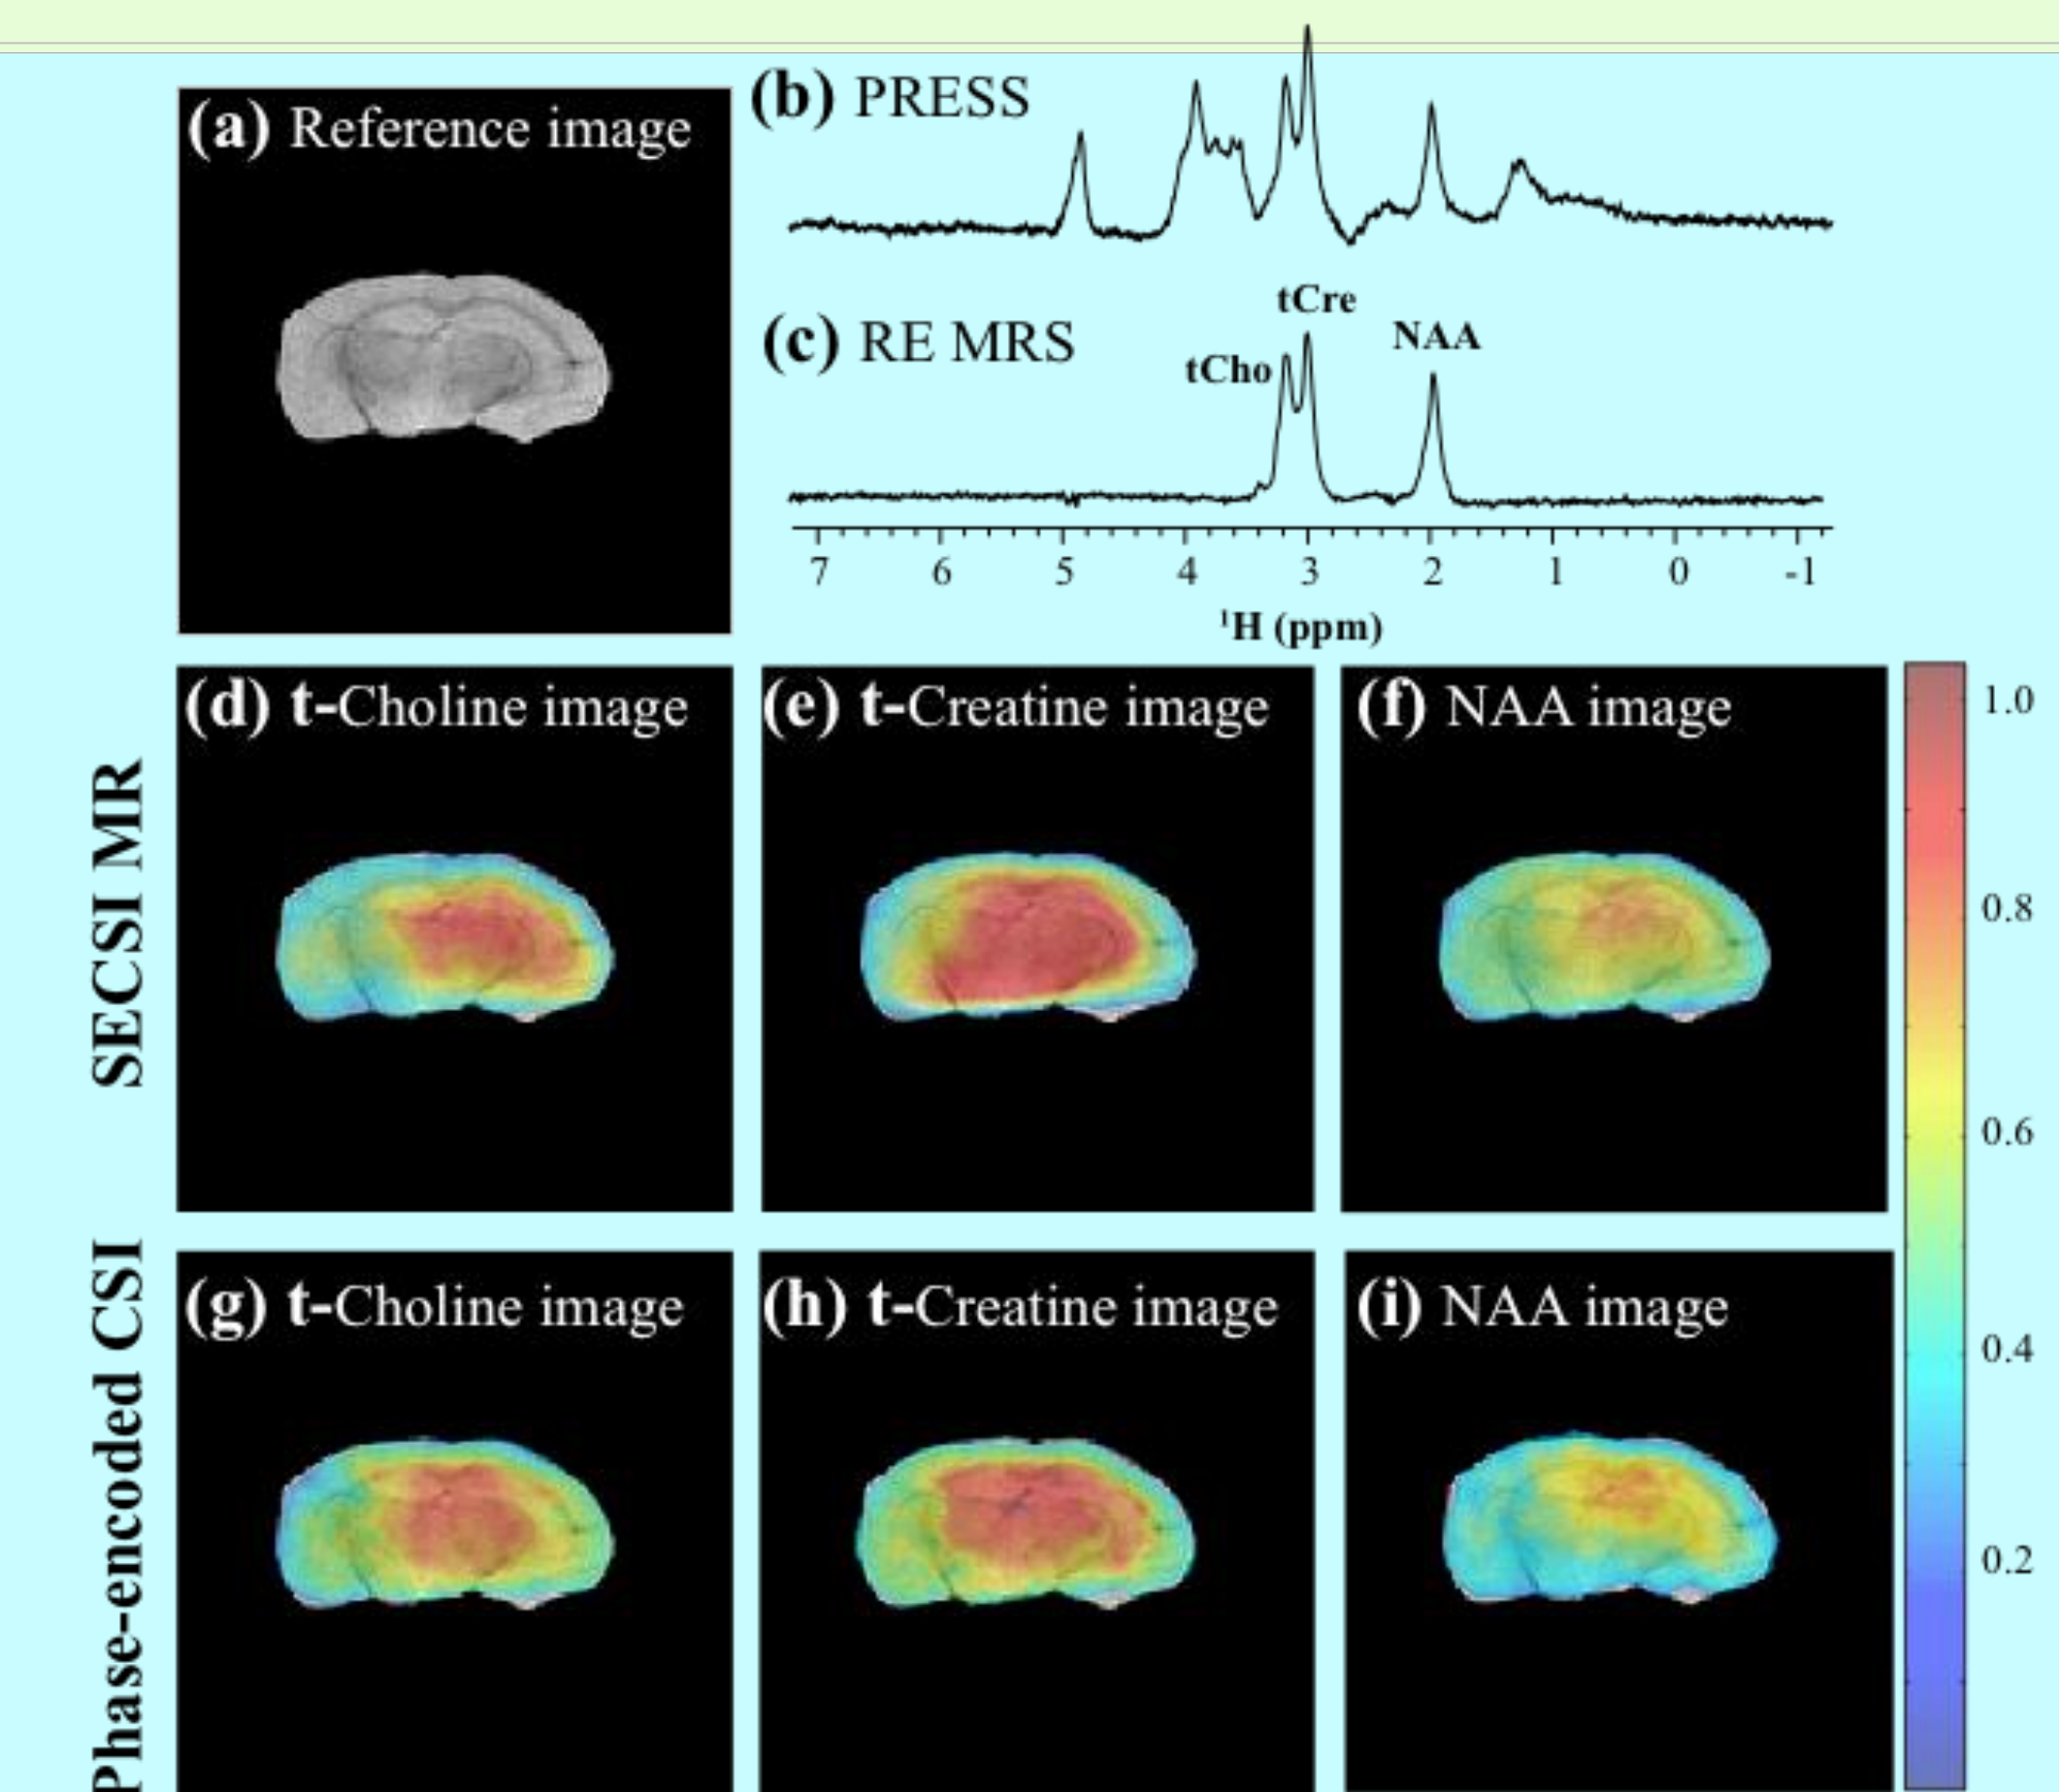 (a) Reference image
(b) PRESS
(c) RE MRS
tCho
tCre
NAA
7 6 5 4 3 2 1 0 -1
¹H (ppm)
SECSI MR
(d) t-Choline image
(e) t-Creatine image
(f) NAA image
Phase-encoded CSI
(g) t-Choline image
(h) t-Creatine image
(i) NAA image
1.0
0.8
0.6
0.4
0.2